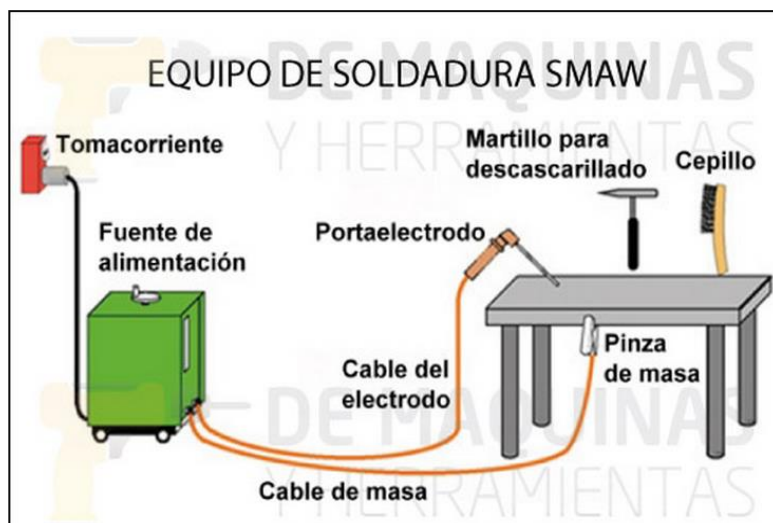 DE MAQUINAS
Y HERRAMIENTAS
EQUIPO DE SOLDADURA SMAW
Tomacorriente
Martillo para
descascarillado
Cepillo
Portaelectrodo
Fuente de
alimentación
Pinza
de masa
Cable del
electrodo
Cable de masa
DE MAQUINAS
Y HERRAMIENTAS